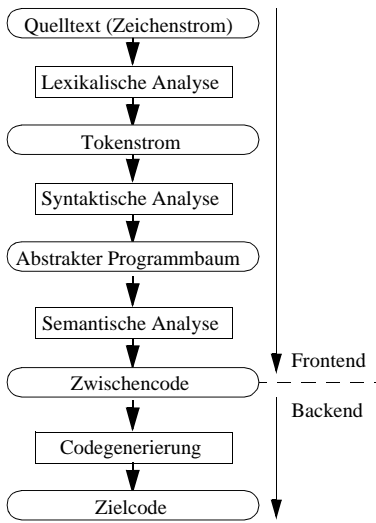 Quelltext (Zeichenstrom)
Lexikalische Analyse
Tokenstrom
Syntaktische Analyse
Abstrakter Programmbaum
Semantische Analyse
Frontend
Zwischencode
Backend
Codegenerierung
Zielcode